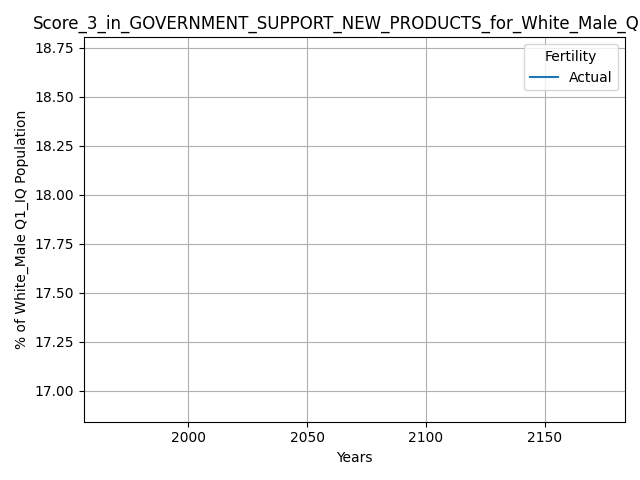 Score_3_in_GOVERNMENT_SUPPORT_NEW_PRODUCTS_for_White_Male_Q
Fertility
Actual
% of White_Male Q1_IQ Population
18.75
18.50
18.25
18.00
17.75
17.50
17.25
17.00
2000 2050 2100 2150
Years